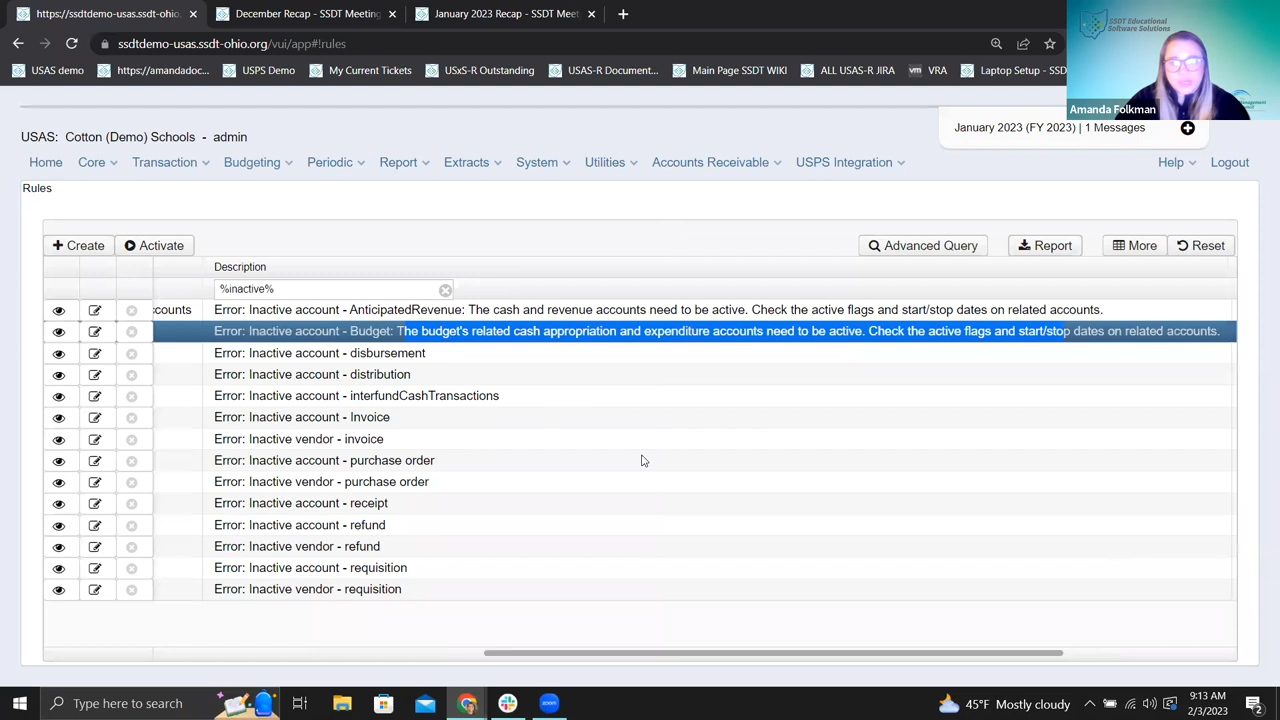 https://ssdtdemo-usas.ssdt-ohio.
December Recap - SSDT Meeting
January 2023 Recap - SSDT Meet
ssdtdemo-usas.ssdt-ohio.org/vui/app#!rules
SSDT Educational
Software Solutions
USAS demo
https://amandadoc...
USPS Demo
My Current Tickets
USxS-R Outstanding
USAS-R Document...
Main Page SSDT WIKI
ALL USAS-R JIRA
vm
VRA
Laptop Setup - SSD
Amanda Folkman
January 2023 (FY 2023) | 1 Messages
USAS: Cotton (Demo) Schools - admin
Home Core Transaction Budgeting Periodic Report Extracts System Utilities Accounts Receivable USPS Integration Help Logout
Rules
Create Activate Advanced Query Report More Reset
Description
%inactive%
counts Error: Inactive account - AnticipatedRevenue: The cash and revenue accounts need to be active. Check the active flags and start/stop dates on related accounts.
Error: Inactive account - Budget: The budget's related cash appropriation and expenditure accounts need to be active. Check the active flags and start/stop dates on related accounts.
Error: Inactive account - disbursement
Error: Inactive account - distribution
Error: Inactive account - interfundCashTransactions
Error: Inactive account - Invoice
Error: Inactive vendor - invoice
Error: Inactive account - purchase order
Error: Inactive vendor - purchase order
Error: Inactive account - receipt
Error: Inactive account - refund
Error: Inactive vendor - refund
Error: Inactive account - requisition
Error: Inactive vendor - requisition
Type here to search
zoom
45°F Mostly cloudy
9:13 AM
2/3/2023
2